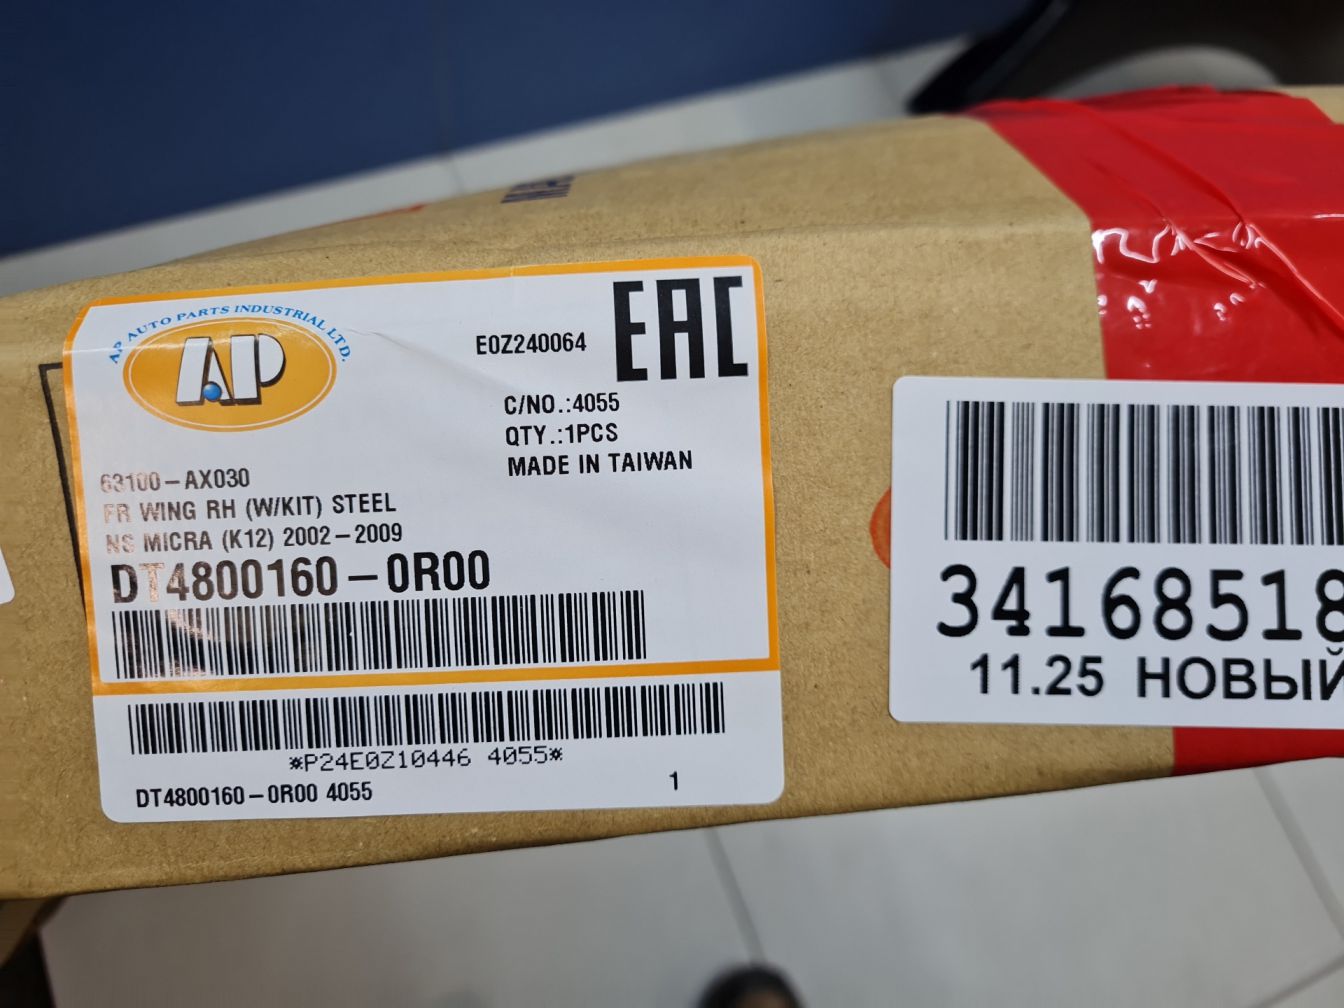 AP AUTO PARTS INDUSTRIAL LTD.
AP
E0Z240064
EAC
C/NO.:4055
QTY.:1PCS
MADE IN TAIWAN
63100-AX030
FR WING RH (W/KIT) STEEL
NS MICRA (K12) 2002-2009
DT4800160-0R00
*P24E0Z10446 4055*
DT4800160-0R00 4055
1
34168518
11.25 НОВЫЙ